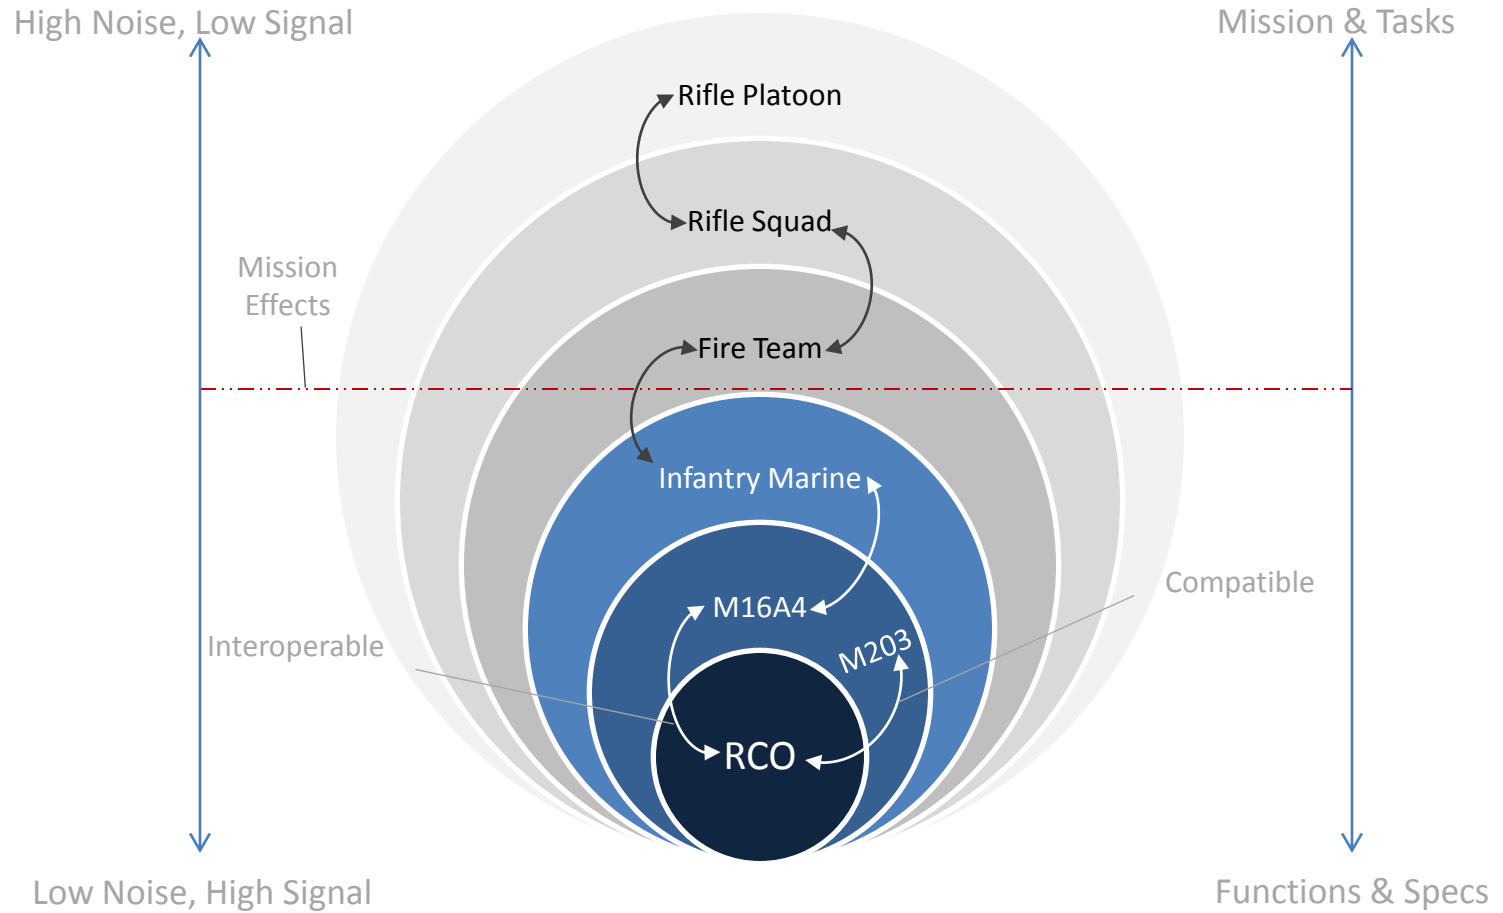 High Noise, Low Signal
Mission & Tasks
Rifle Platoon
Rifle Squad
Mission
Effects
Fire Team
Infantry Marine
Compatible
M16A4
M203
Interoperable
RCO
Low Noise, High Signal
Functions & Specs